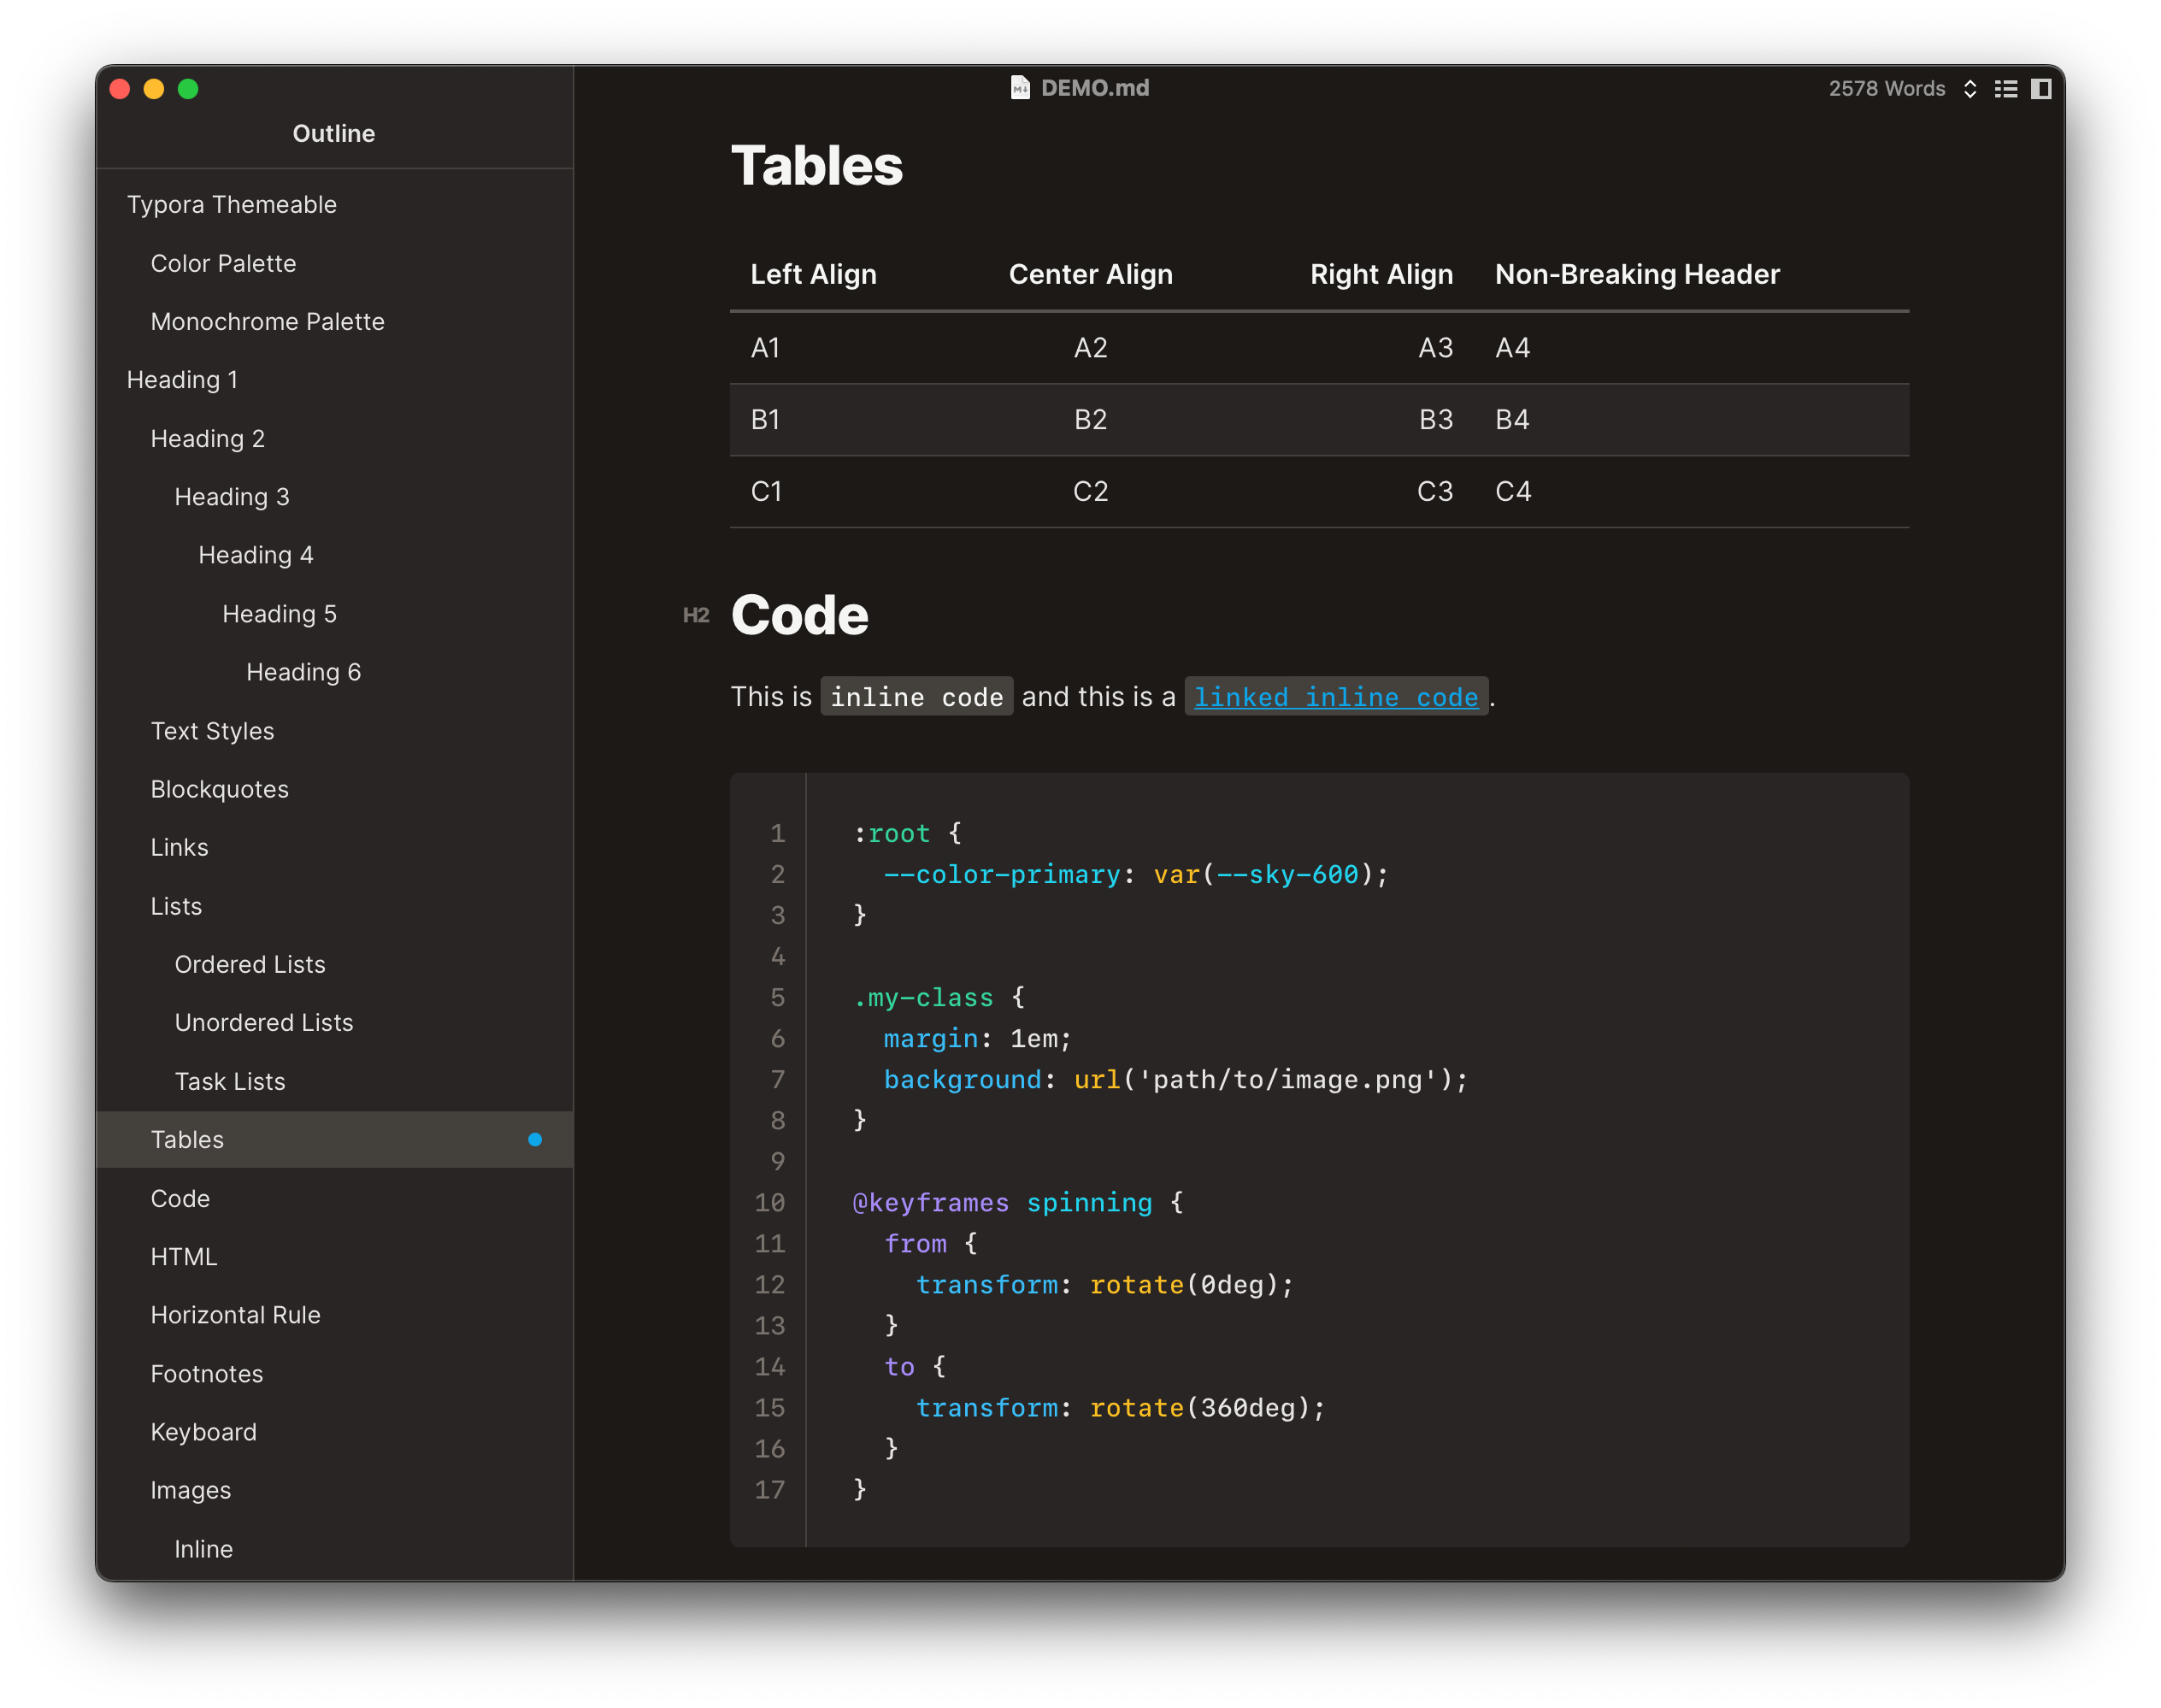 DEMO.md
2578 Words
Outline
Typora Themeable
Color Palette
Monochrome Palette
Heading 1
Heading 2
Heading 3
Heading 4
Heading 5
Heading 6
Text Styles
Blockquotes
Links
Lists
Ordered Lists
Unordered Lists
Task Lists
Tables
Code
HTML
Horizontal Rule
Footnotes
Keyboard
Images
Inline
Tables
Left Align Center Align Right Align Non-Breaking Header
A1 A2 A3 A4
B1 B2 B3 B4
C1 C2 C3 C4
H2 Code
This is inline code and this is a linked inline code.
1 :root {
2   --color-primary: var(--sky-600);
3 }
4
5 .my-class {
6   margin: 1em;
7   background: url('path/to/image.png');
8 }
9
10 @keyframes spinning {
11   from {
12     transform: rotate(0deg);
13   }
14   to {
15     transform: rotate(360deg);
16   }
17 }